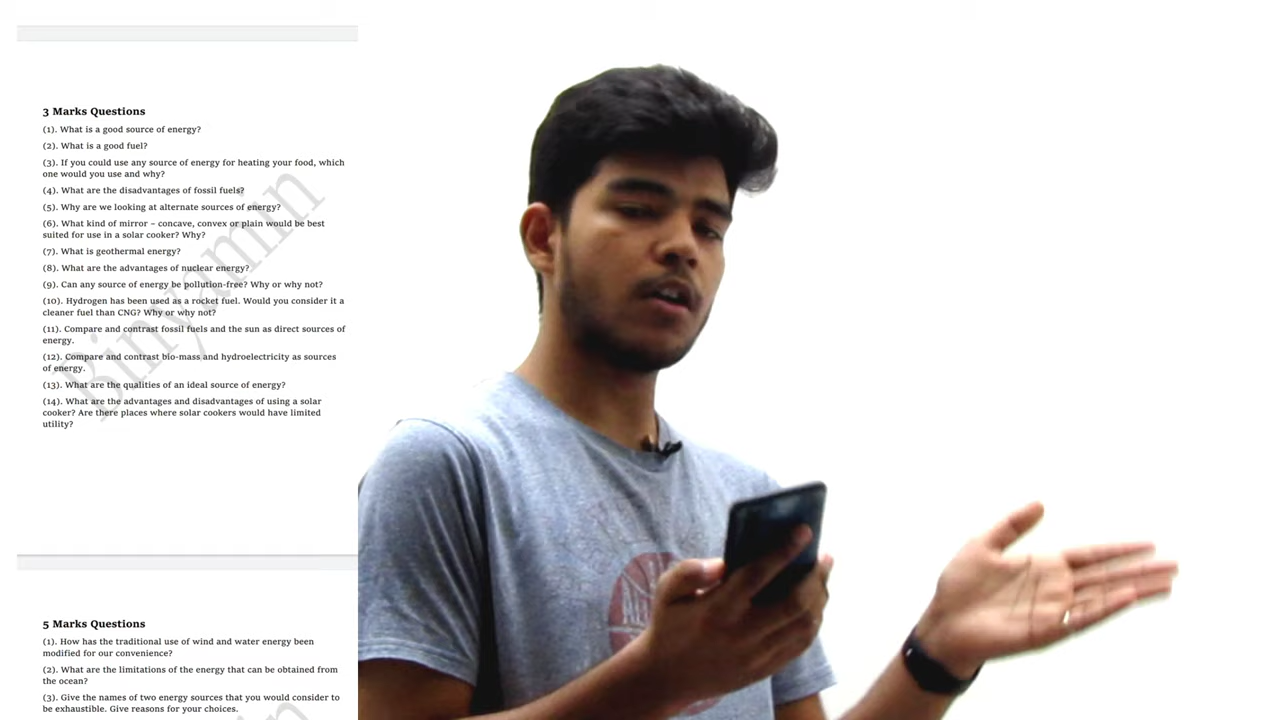 3 Marks Questions
(1). What is a good source of energy?
(2). What is a good fuel?
(3). If you could use any source of energy for heating your food, which
one would you use and why?
(4). What are the disadvantages of fossil fuels?
(5). Why are we looking at alternate sources of energy?
(6). What kind of mirror – concave, convex or plain would be best
suited for use in a solar cooker? Why?
(7). What is geothermal energy?
(8). What are the advantages of nuclear energy?
(9). Can any source of energy be pollution-free? Why or why not?
(10). Hydrogen has been used as a rocket fuel. Would you consider it a
cleaner fuel than CNG? Why or why not?
(11). Compare and contrast fossil fuels and the sun as direct sources of
energy.
(12). Compare and contrast bio-mass and hydroelectricity as sources
of energy.
(13). What are the qualities of an ideal source of energy?
(14). What are the advantages and disadvantages of using a solar
cooker? Are there places where solar cookers would have limited
utility?
Binyamin
5 Marks Questions
(1). How has the traditional use of wind and water energy been
modified for our convenience?
(2). What are the limitations of the energy that can be obtained from
the ocean?
(3). Give the names of two energy sources that you would consider to
be exhaustible. Give reasons for your choices.